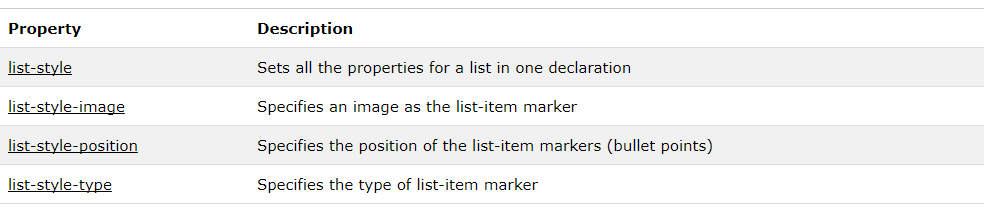 Property Description
list-style Sets all the properties for a list in one declaration
list-style-image Specifies an image as the list-item marker
list-style-position Specifies the position of the list-item markers (bullet points)
list-style-type Specifies the type of list-item marker